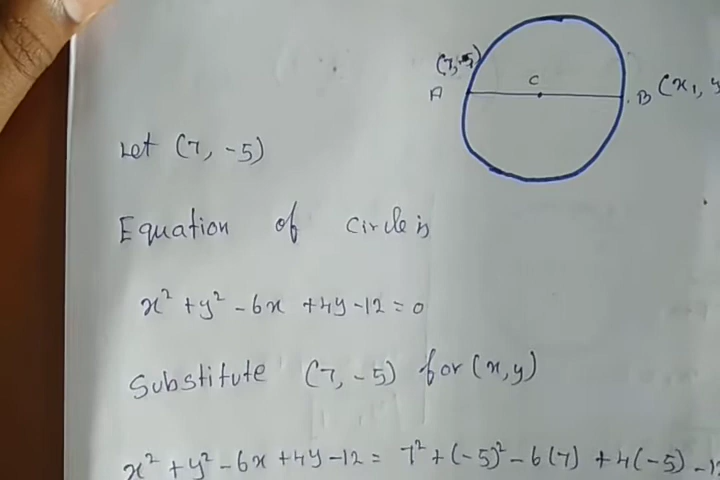 (7,-5)
A C B (x1, y
Let (7, -5)
Equation of circle is
x² + y² - 6x + 4y - 12 = 0
Substitute (7, -5) for (x, y)
x² + y² - 6x + 4y - 12 = 7² + (-5)² - 6(7) + 4(-5) - 12